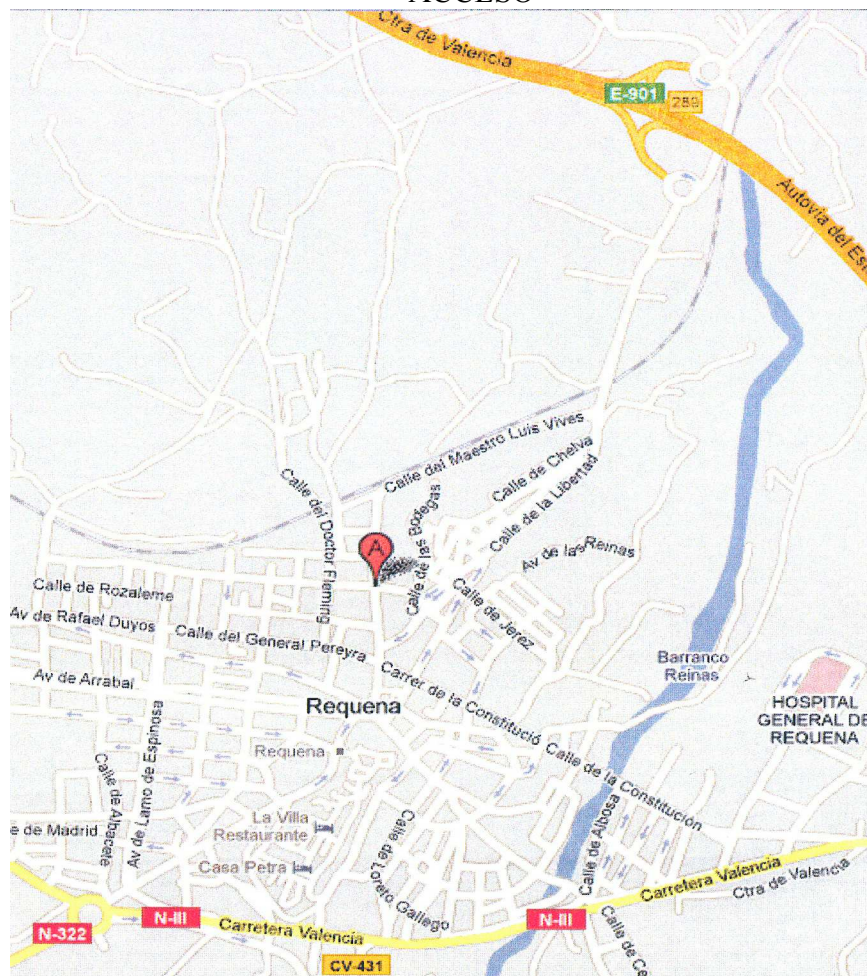 ACCESO
Ctra de Valencia
E-901
289
Autovía del Es
Calle del Maestro Luis Vives
Calle de Chelva
Calle de la Libertad
Calle de las Bodegas
Calle del Doctor Fleming
A
Av de las Reinas
Calle de Rozaleme
Calle de Jerez
Av de Rafael Duyos
Calle del General Pereyra
Av de Arrabal
Carrer de la Constitució
Barranco
Reinas
HOSPITAL
GENERAL DE
REQUENA
Requena
Requena
Calle de la Constitución
Av de Lamo de Espinosa
Calle de Albacete
e de Madrid
La Villa
Restaurante
Casa Petra
Calle de Loreto Gallego
Calle de Albosa
Carretera Valencia
Ctra de Valencia
N-322
N-III
Carretera Valencia
N-III
Calle de Ce
CV-431